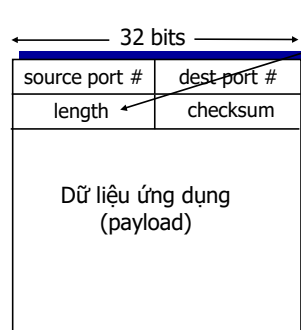 32 bits
source port # dest port #
length checksum
Dữ liệu ứng dụng
(payload)